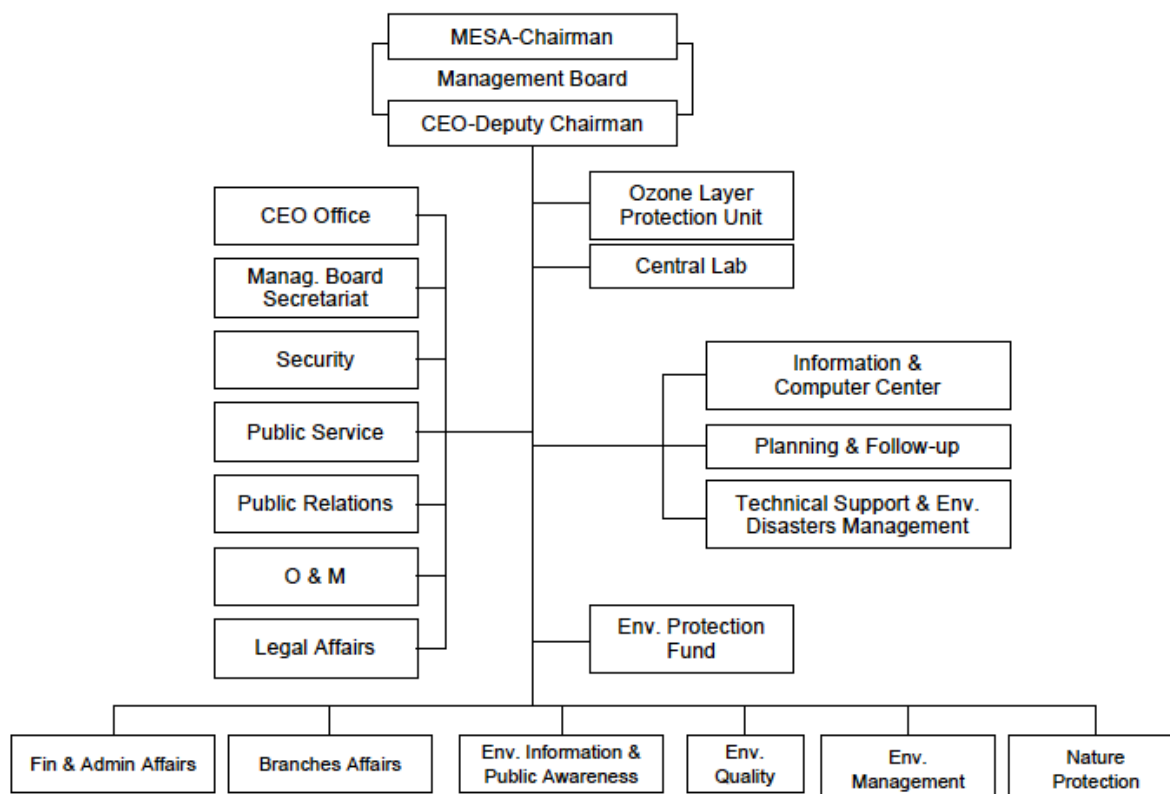 MESA-Chairman
Management Board
CEO-Deputy Chairman
CEO Office
Manag. Board
Secretariat
Security
Public Service
Public Relations
O & M
Legal Affairs
Ozone Layer
Protection Unit
Central Lab
Information &
Computer Center
Planning & Follow-up
Technical Support & Env.
Disasters Management
Env. Protection
Fund
Fin & Admin Affairs
Branches Affairs
Env. Information &
Public Awareness
Env.
Quality
Env.
Management
Nature
Protection